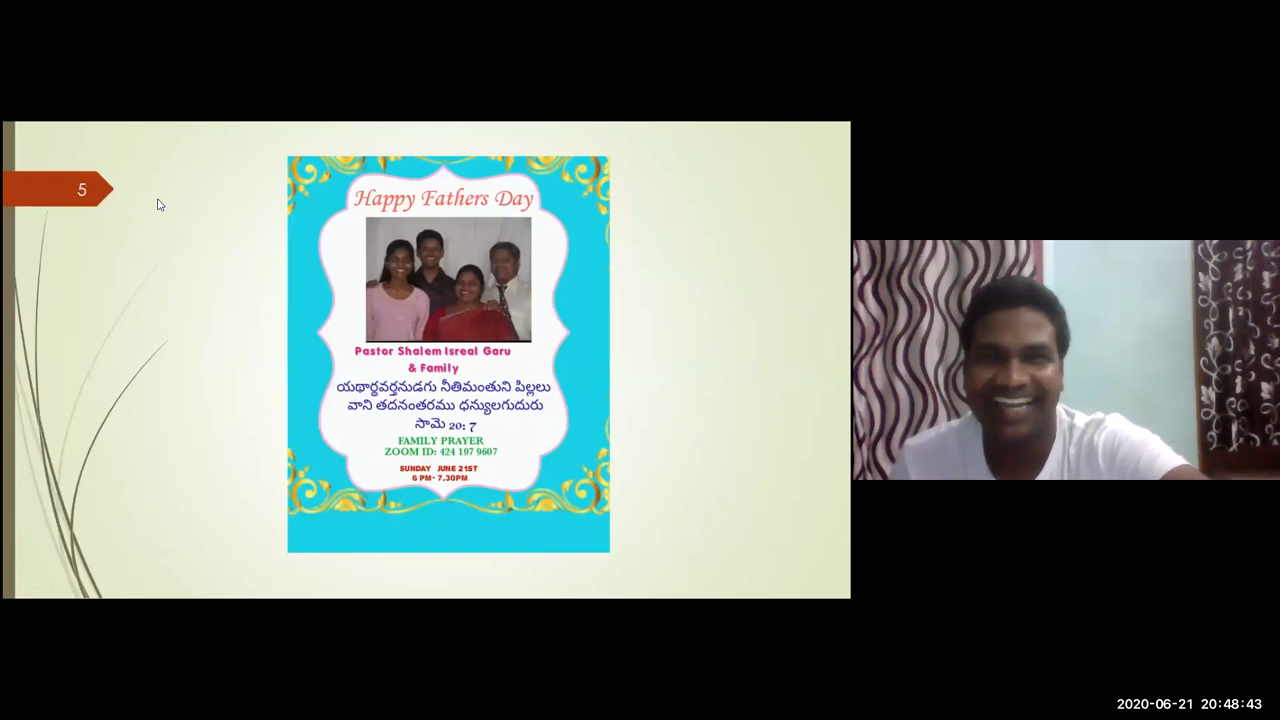 5
Happy Fathers Day
Pastor Shalem Isreal Garu
& Family
యథార్థవర్తనుడగు నీతిమంతుని పిల్లలు
వాని తదనంతరము ధన్యులగుదురు
సామె 20: 7
FAMILY PRAYER
ZOOM ID: 424 197 9607
SUNDAY JUNE 21ST
6 PM- 7.30PM
2020-06-21 20:48:43